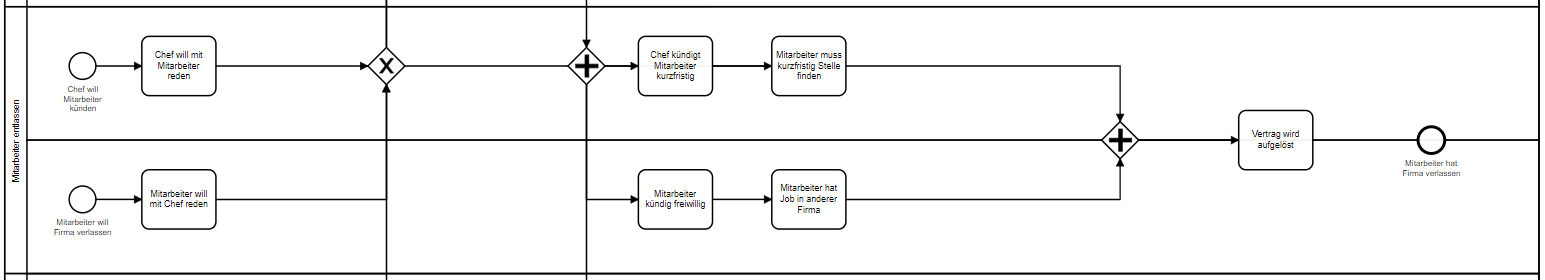 Mitarbeiter entlassen
Chef will
Mitarbeiter
künden
Chef will mit
Mitarbeiter
reden
X
Chef kündigt
Mitarbeiter
kurzfristig
Mitarbeiter muss
kurzfristig Stelle
finden
Mitarbeiter will
Firma verlassen
Mitarbeiter will
mit Chef reden
Mitarbeiter
kündig freiwillig
Mitarbeiter hat
Job in anderer
Firma
Vertrag wird
aufgelöst
Mitarbeiter hat
Firma verlassen